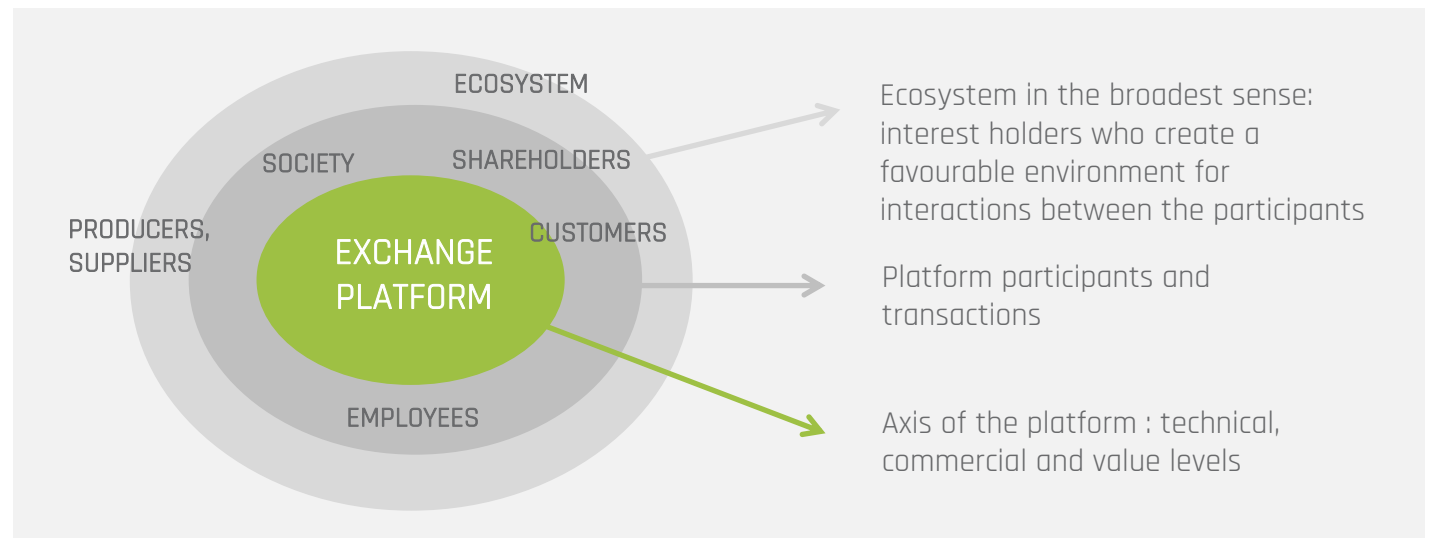 ECOSYSTEM
SOCIETY
SHAREHOLDERS
PRODUCERS,
SUPPLIERS
CUSTOMERS
EXCHANGE
PLATFORM
EMPLOYEES
Ecosystem in the broadest sense:
interest holders who create a
favourable environment for
interactions between the participants
Platform participants and
transactions
Axis of the platform : technical,
commercial and value levels